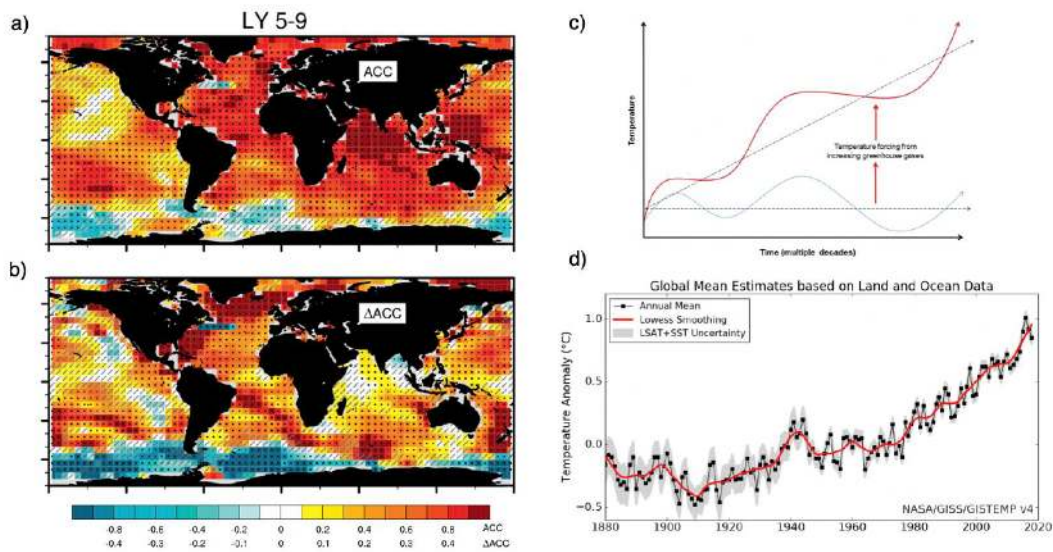 LY 5-9
a)
ACC
b)
ΔACC
-0.8 -0.6 -0.4 -0.2 0 0.2 0.4 0.6 0.8 ACC
-0.4 -0.3 -0.2 -0.1 0 0.1 0.2 0.3 0.4 ΔACC
c)
Temperature
Temperature forcing from
increasing greenhouse gases
Time (multiple decades)
d)
Global Mean Estimates based on Land and Ocean Data
Annual Mean
Lowess Smoothing
LSAT+SST Uncertainty
Temperature Anomaly (°C)
1.0
0.5
0.0
−0.5
NASA/GISS/GISTEMP v4
1880 1900 1920 1940 1960 1980 2000 2020